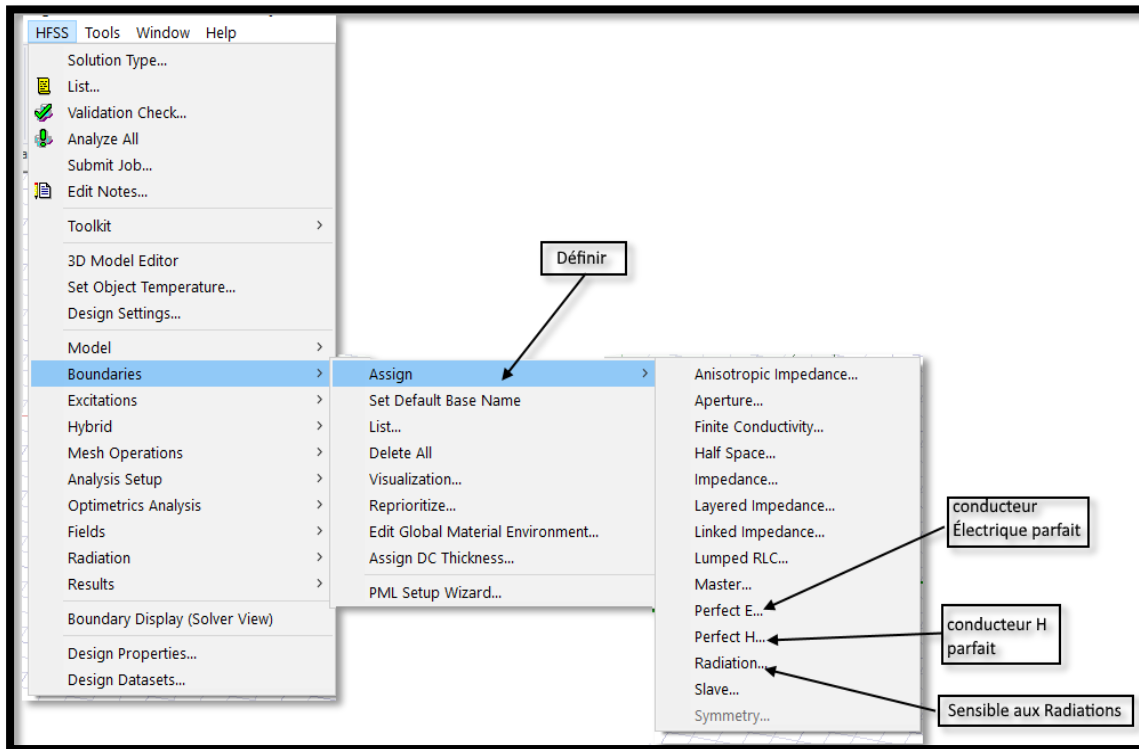 HFSS Tools Window Help
Solution Type...
List...
Validation Check...
Analyze All
Submit Job...
Edit Notes...
Toolkit
3D Model Editor
Set Object Temperature...
Design Settings...
Model
Boundaries
Excitations
Hybrid
Mesh Operations
Analysis Setup
Optimetrics Analysis
Fields
Radiation
Results
Boundary Display (Solver View)
Design Properties...
Design Datasets...
Définir
Assign
Set Default Base Name
List...
Delete All
Visualization...
Reprioritize...
Edit Global Material Environment...
Assign DC Thickness...
PML Setup Wizard...
Anisotropic Impedance...
Aperture...
Finite Conductivity...
Half Space...
Impedance...
Layered Impedance...
Linked Impedance...
Lumped RLC...
Master...
Perfect E...
Perfect H...
Radiation...
Slave...
Symmetry...
conducteur
Électrique parfait
conducteur H
parfait
Sensible aux Radiations